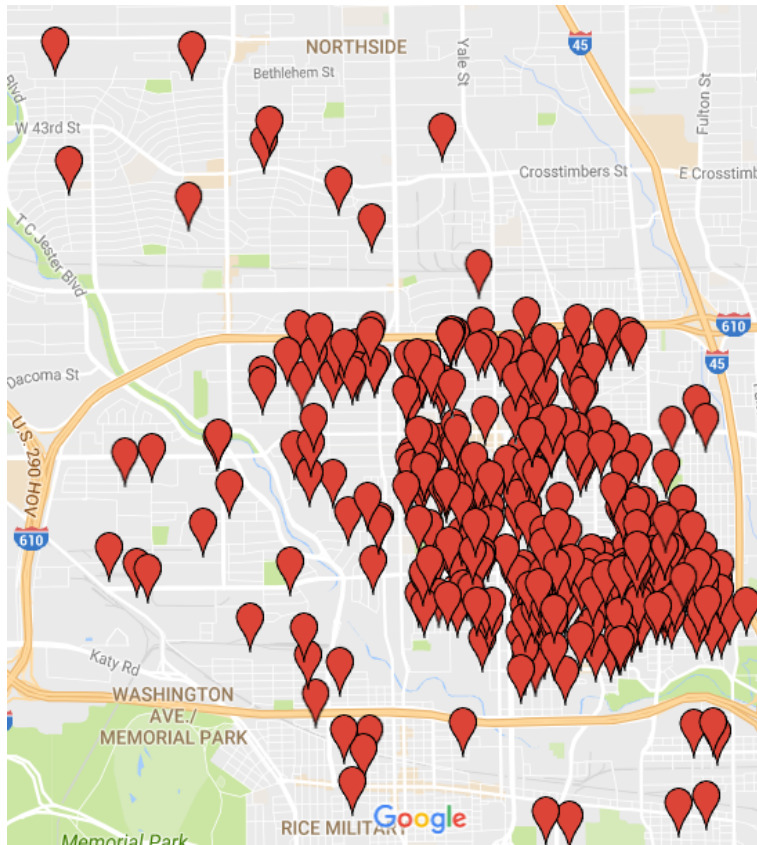 NORTHSIDE
Bethlehem St
Yale St
45
Fulton St
Blvd
W 43rd St
Crosstimbers St
E Crosstimb
T C Jester Blvd
610
45
Dacoma St
U.S. 290 HOV
610
Katy Rd
WASHINGTON
AVE./
MEMORIAL PARK
RICE MILITARY
Google
Memorial Park